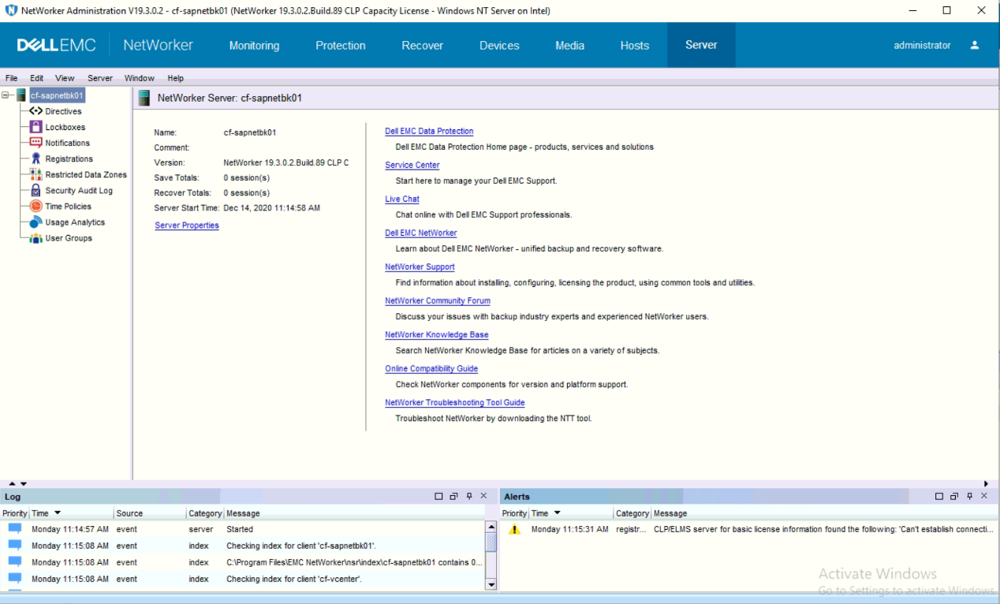 NetWorker Administration V19.3.0.2 - cf-sapnetbk01 (NetWorker 19.3.0.2.Build.89 CLP Capacity License - Windows NT Server on Intel)
DELLEMC NetWorker Monitoring Protection Recover Devices Media Hosts Server administrator
File Edit View Server Window Help
cf-sapnetbk01
Directives
Lockboxes
Notifications
Registrations
Restricted Data Zones
Security Audit Log
Time Policies
Usage Analytics
User Groups
NetWorker Server: cf-sapnetbk01
Name: cf-sapnetbk01
Comment:
Version: NetWorker 19.3.0.2.Build.89 CLP C
Save Totals: 0 session(s)
Recover Totals: 0 session(s)
Server Start Time: Dec 14, 2020 11:14:58 AM
Server Properties
Dell EMC Data Protection
Dell EMC Data Protection Home page - products, services and solutions
Service Center
Start here to manage your Dell EMC Support.
Live Chat
Chat online with Dell EMC Support professionals.
Dell EMC NetWorker
Learn about Dell EMC NetWorker - unified backup and recovery software.
NetWorker Support
Find information about installing, configuring, licensing the product, using common tools and utilities.
NetWorker Community Forum
Discuss your issues with backup industry experts and experienced NetWorker users.
NetWorker Knowledge Base
Search NetWorker Knowledge Base for articles on a variety of subjects.
Online Compatibility Guide
Check NetWorker components for version and platform support.
NetWorker Troubleshooting Tool Guide
Troubleshoot NetWorker by downloading the NTT tool.
Log
Priority Time Source Category Message
Monday 11:14:57 AM event server Started
Monday 11:15:08 AM event index Checking index for client 'cf-sapnetbk01'.
Monday 11:15:08 AM event index C:\Program Files\EMC NetWorker\nsr\index\cf-sapnetbk01 contains 0...
Monday 11:15:08 AM event index Checking index for client 'cf-vcenter'.
Alerts
Priority Time Category Message
Monday 11:15:31 AM registr... CLP/ELMS server for basic license information found the following: 'Can't establish connecti...
Activate Windows
Go to Settings to activate Windows.